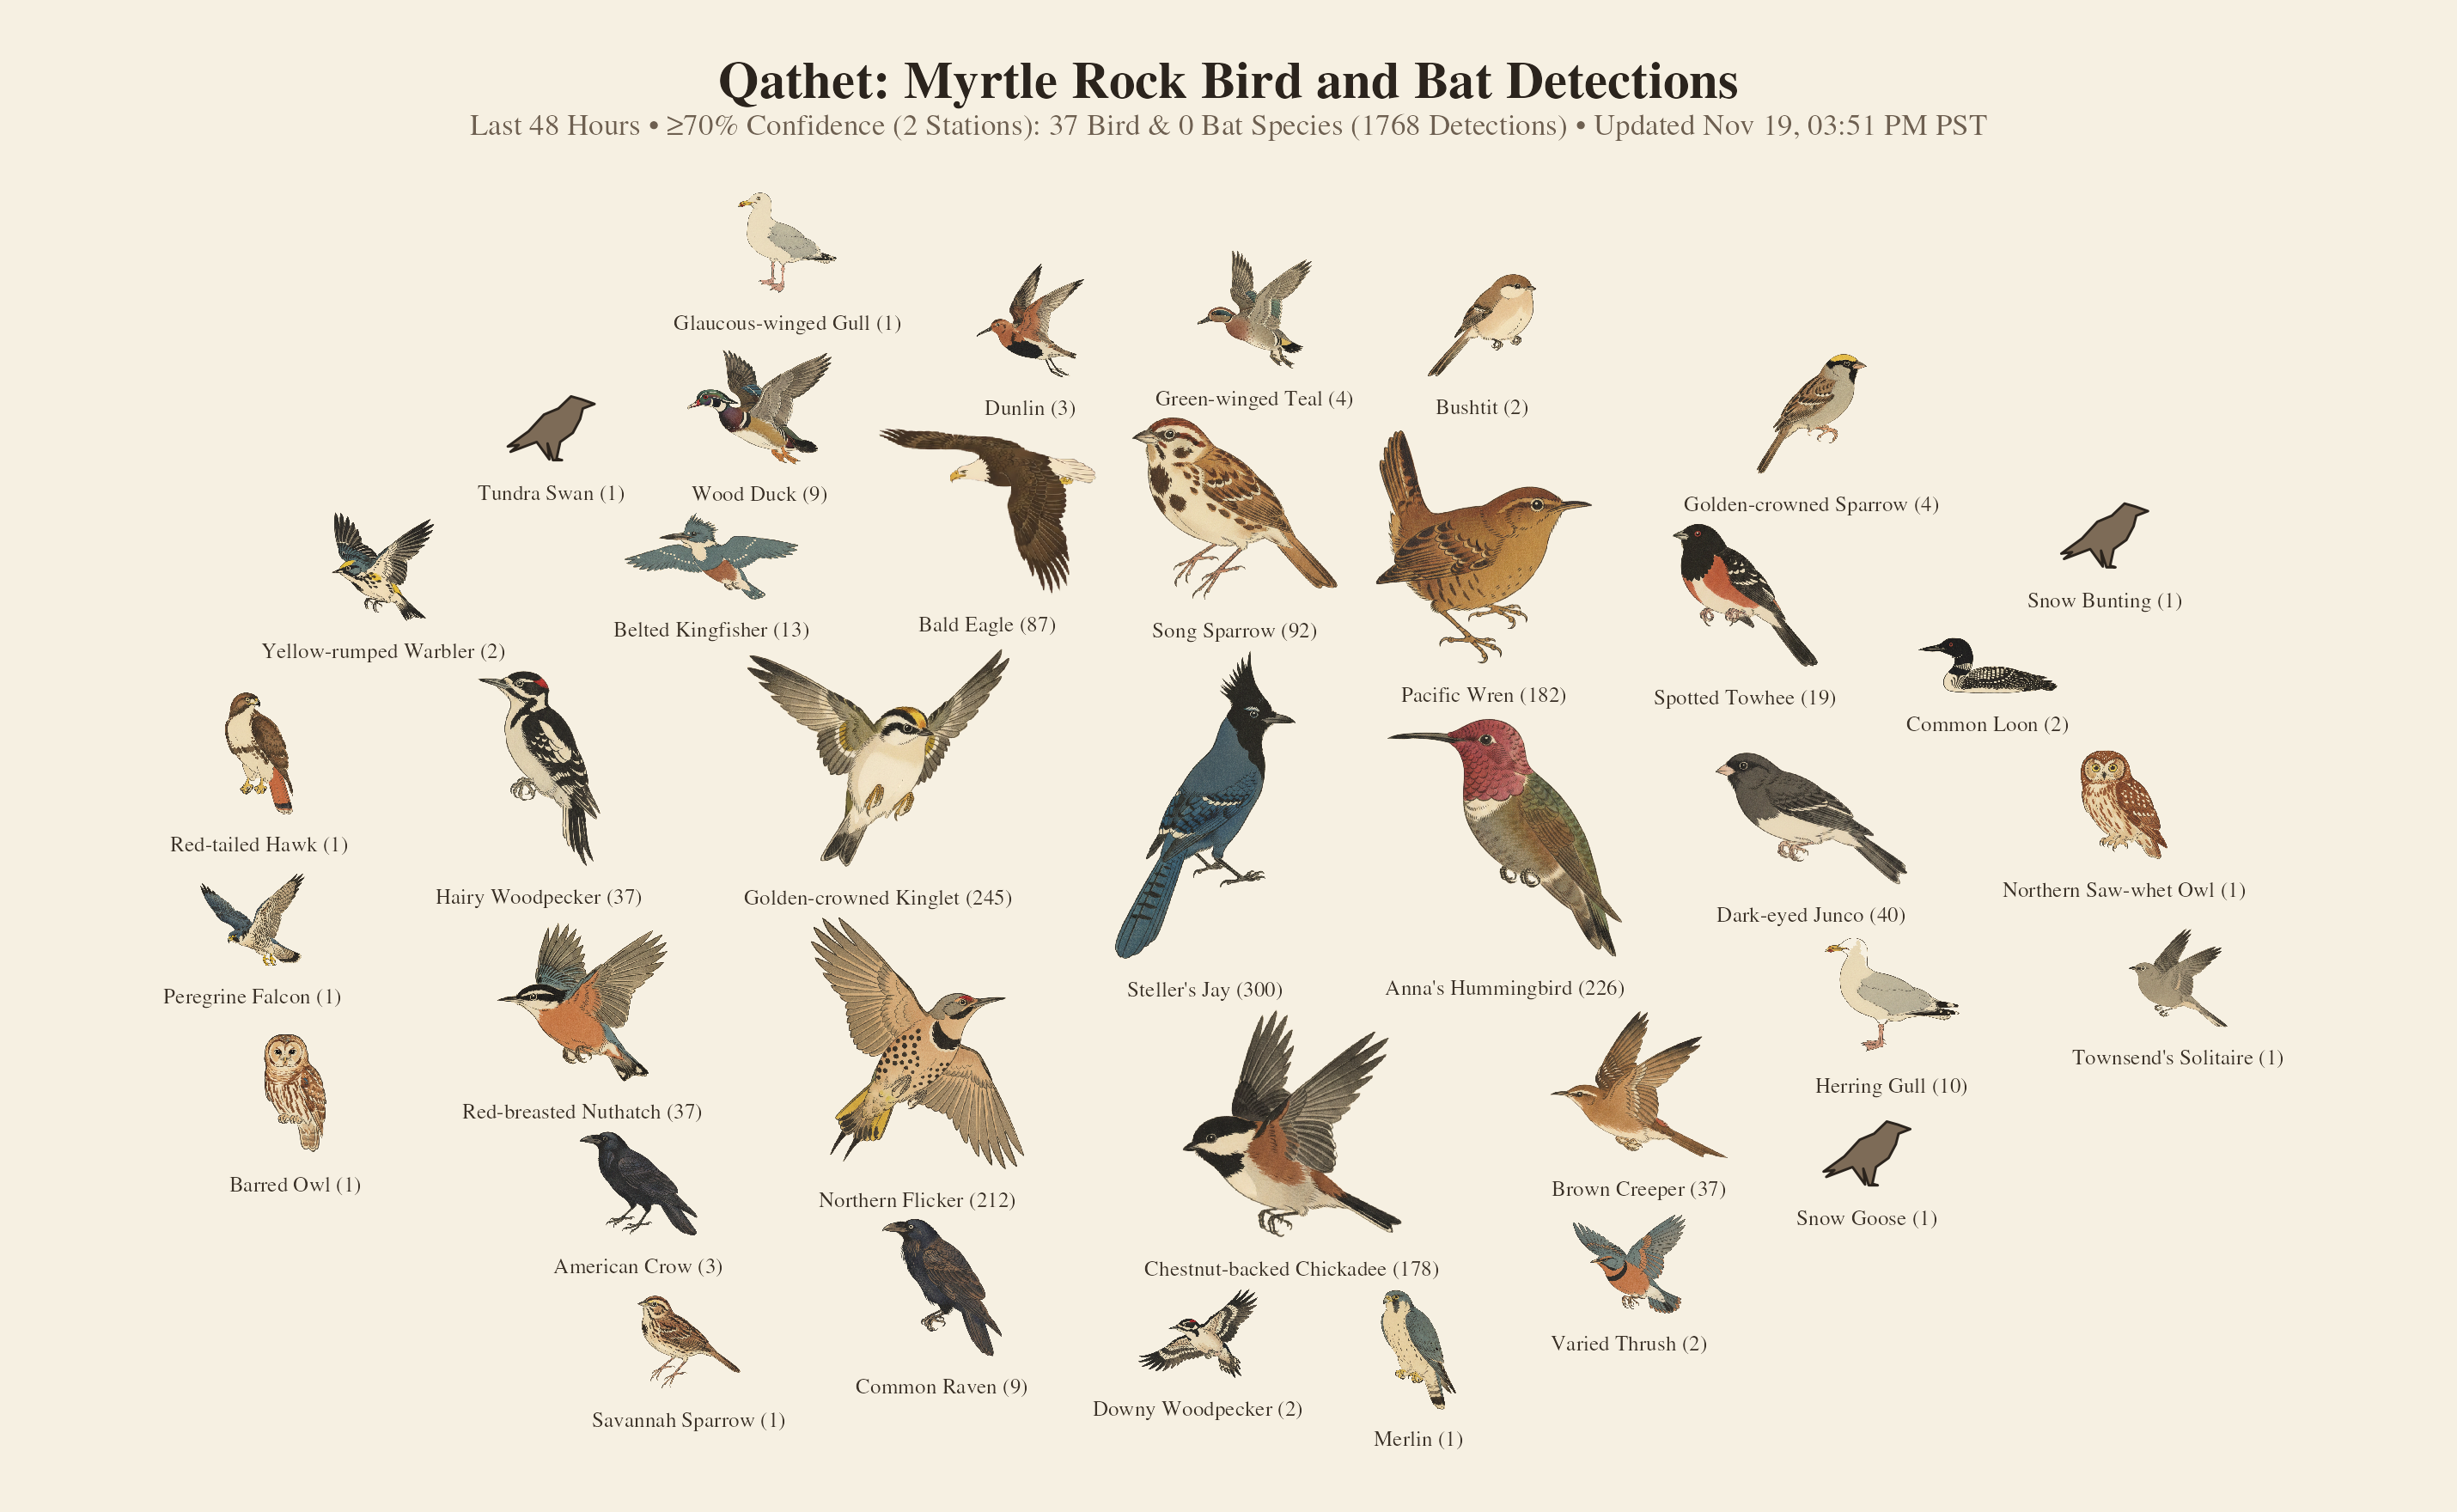 Qathet: Myrtle Rock Bird and Bat Detections
Last 48 Hours • ≥70% Confidence (2 Stations): 37 Bird & 0 Bat Species (1768 Detections) • Updated Nov 19, 03:51 PM PST
Glaucous-winged Gull (1)
Dunlin (3)
Green-winged Teal (4)
Bushtit (2)
Tundra Swan (1)
Wood Duck (9)
Golden-crowned Sparrow (4)
Yellow-rumped Warbler (2)
Belted Kingfisher (13)
Bald Eagle (87)
Song Sparrow (92)
Pacific Wren (182)
Spotted Towhee (19)
Snow Bunting (1)
Common Loon (2)
Red-tailed Hawk (1)
Hairy Woodpecker (37)
Golden-crowned Kinglet (245)
Steller's Jay (300)
Anna's Hummingbird (226)
Dark-eyed Junco (40)
Northern Saw-whet Owl (1)
Peregrine Falcon (1)
Red-breasted Nuthatch (37)
Northern Flicker (212)
Chestnut-backed Chickadee (178)
Brown Creeper (37)
Herring Gull (10)
Townsend's Solitaire (1)
Barred Owl (1)
American Crow (3)
Snow Goose (1)
Varied Thrush (2)
Savannah Sparrow (1)
Common Raven (9)
Downy Woodpecker (2)
Merlin (1)